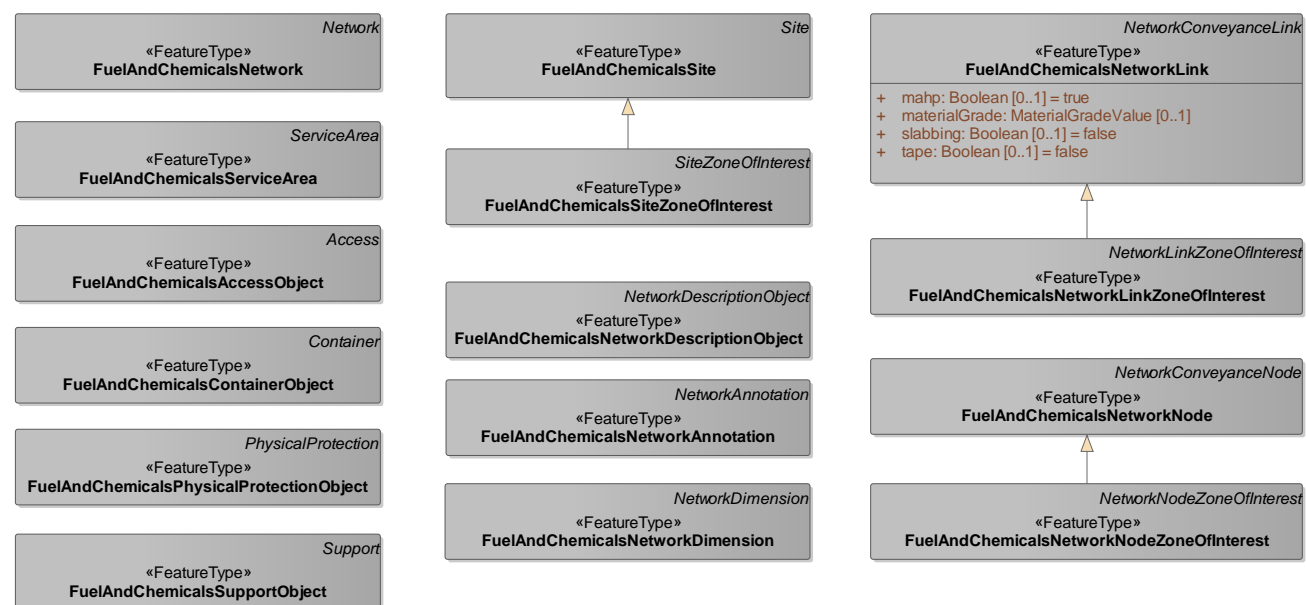 Network
«FeatureType»
FuelAndChemicalsNetwork
ServiceArea
«FeatureType»
FuelAndChemicalsServiceArea
Access
«FeatureType»
FuelAndChemicalsAccessObject
Container
«FeatureType»
FuelAndChemicalsContainerObject
PhysicalProtection
«FeatureType»
FuelAndChemicalsPhysicalProtectionObject
Support
«FeatureType»
FuelAndChemicalsSupportObject
Site
«FeatureType»
FuelAndChemicalsSite
SiteZoneOfInterest
«FeatureType»
FuelAndChemicalsSiteZoneOfInterest
NetworkDescriptionObject
«FeatureType»
FuelAndChemicalsNetworkDescriptionObject
NetworkAnnotation
«FeatureType»
FuelAndChemicalsNetworkAnnotation
NetworkDimension
«FeatureType»
FuelAndChemicalsNetworkDimension
NetworkConveyanceLink
«FeatureType»
FuelAndChemicalsNetworkLink
+ mahp: Boolean [0..1] = true
+ materialGrade: MaterialGradeValue [0..1]
+ slabbing: Boolean [0..1] = false
+ tape: Boolean [0..1] = false
NetworkLinkZoneOfInterest
«FeatureType»
FuelAndChemicalsNetworkLinkZoneOfInterest
NetworkConveyanceNode
«FeatureType»
FuelAndChemicalsNetworkNode
NetworkNodeZoneOfInterest
«FeatureType»
FuelAndChemicalsNetworkNodeZoneOfInterest